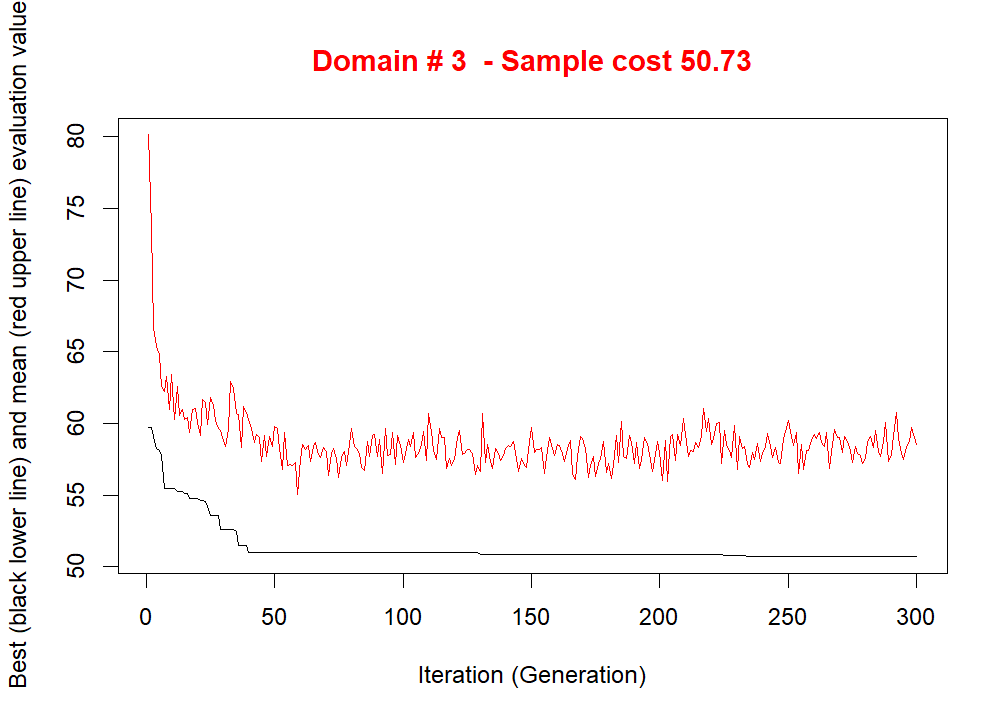 Domain # 3  - Sample cost 50.73
Best (black lower line) and mean (red upper line) evaluation value
80
75
70
65
60
55
50
0 50 100 150 200 250 300
Iteration (Generation)